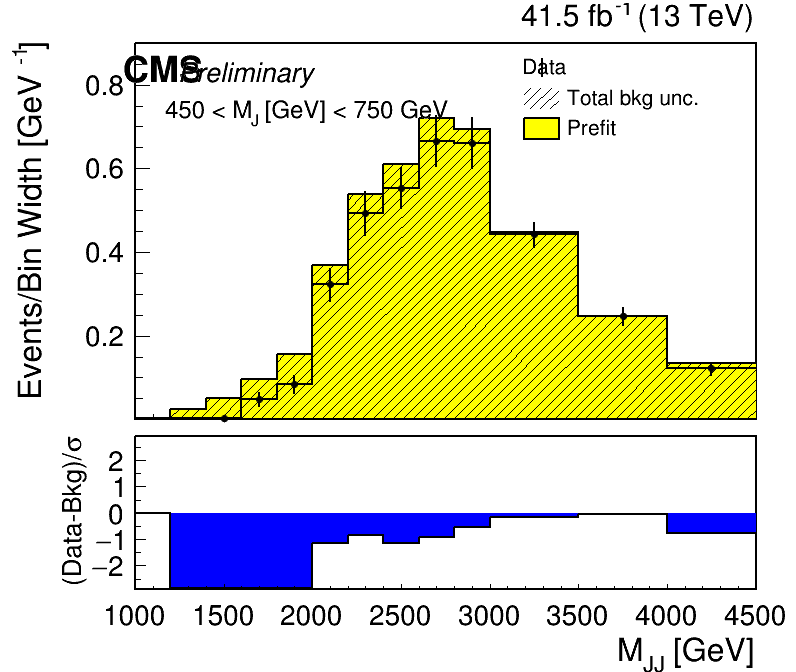 41.5 fb⁻¹ (13 TeV)
CMS Preliminary
450 < M_J [GeV] < 750 GeV
Data
Total bkg unc.
Prefit
Events/Bin Width [GeV⁻¹]
0.8
0.6
0.4
0.2
(Data-Bkg)/σ
2
1
0
−1
−2
1000 1500 2000 2500 3000 3500 4000 4500
M_JJ [GeV]